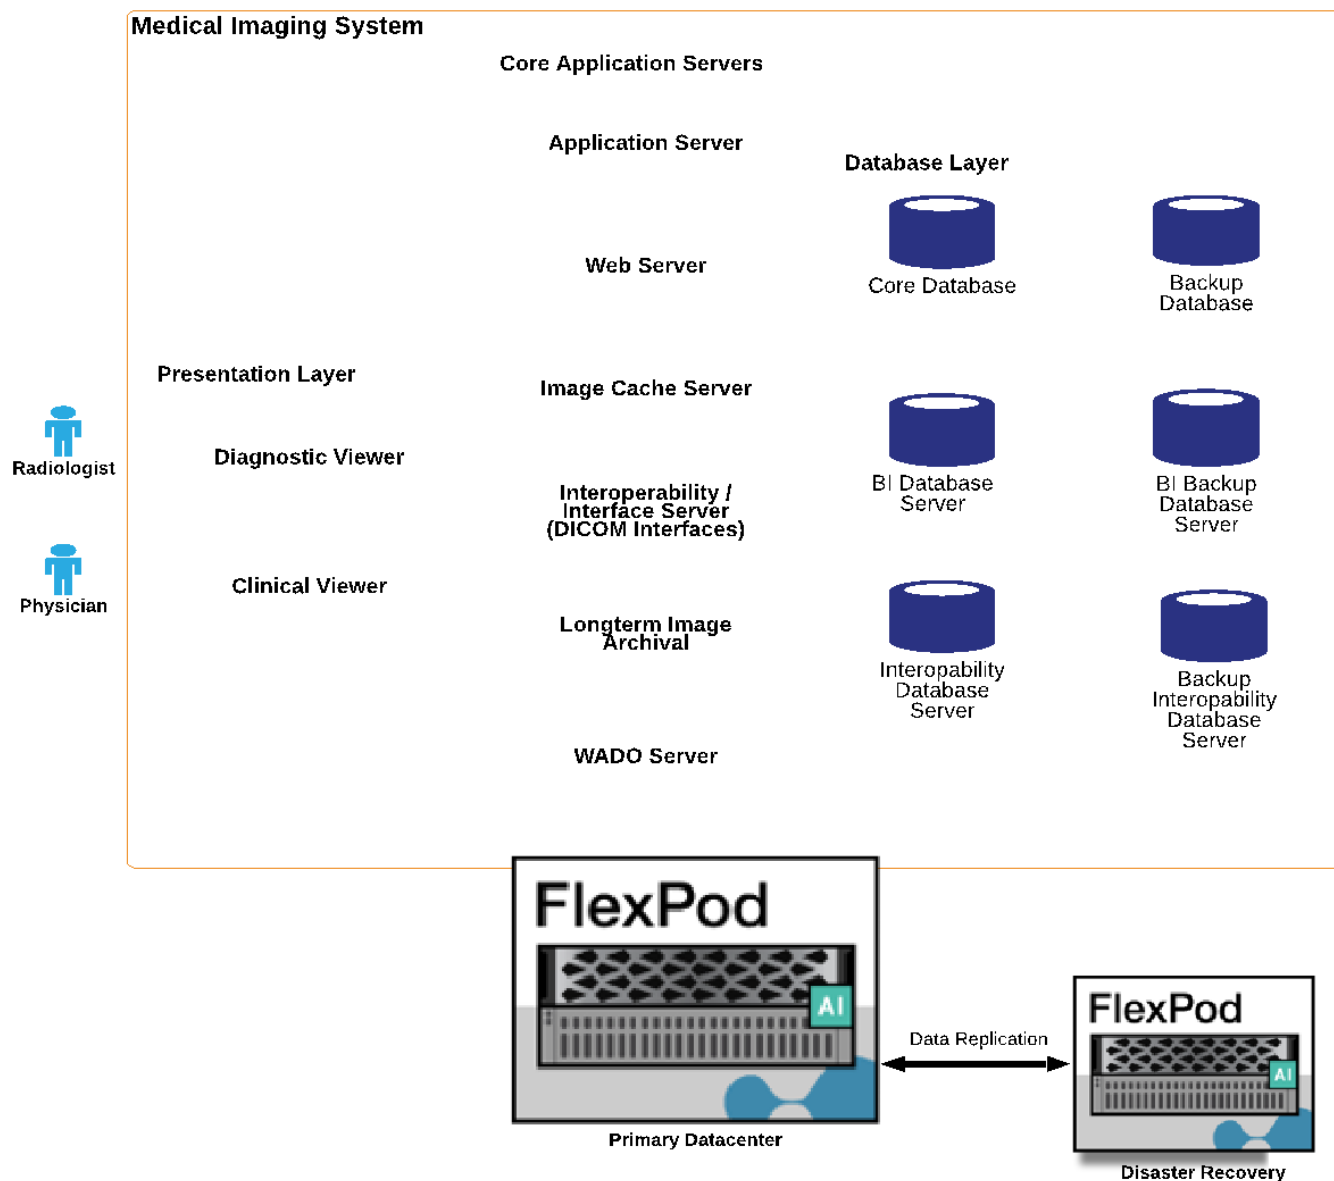 Medical Imaging System
Core Application Servers
Application Server
Database Layer
Web Server
Core Database
Backup
Database
Presentation Layer
Image Cache Server
Radiologist
Diagnostic Viewer
Interoperability /
Interface Server
(DICOM Interfaces)
BI Database
Server
BI Backup
Database
Server
Physician
Clinical Viewer
Longterm Image
Archival
Interopability
Database
Server
Backup
Interopability
Database
Server
WADO Server
FlexPod
AI
Primary Datacenter
Data Replication
FlexPod
AI
Disaster Recovery